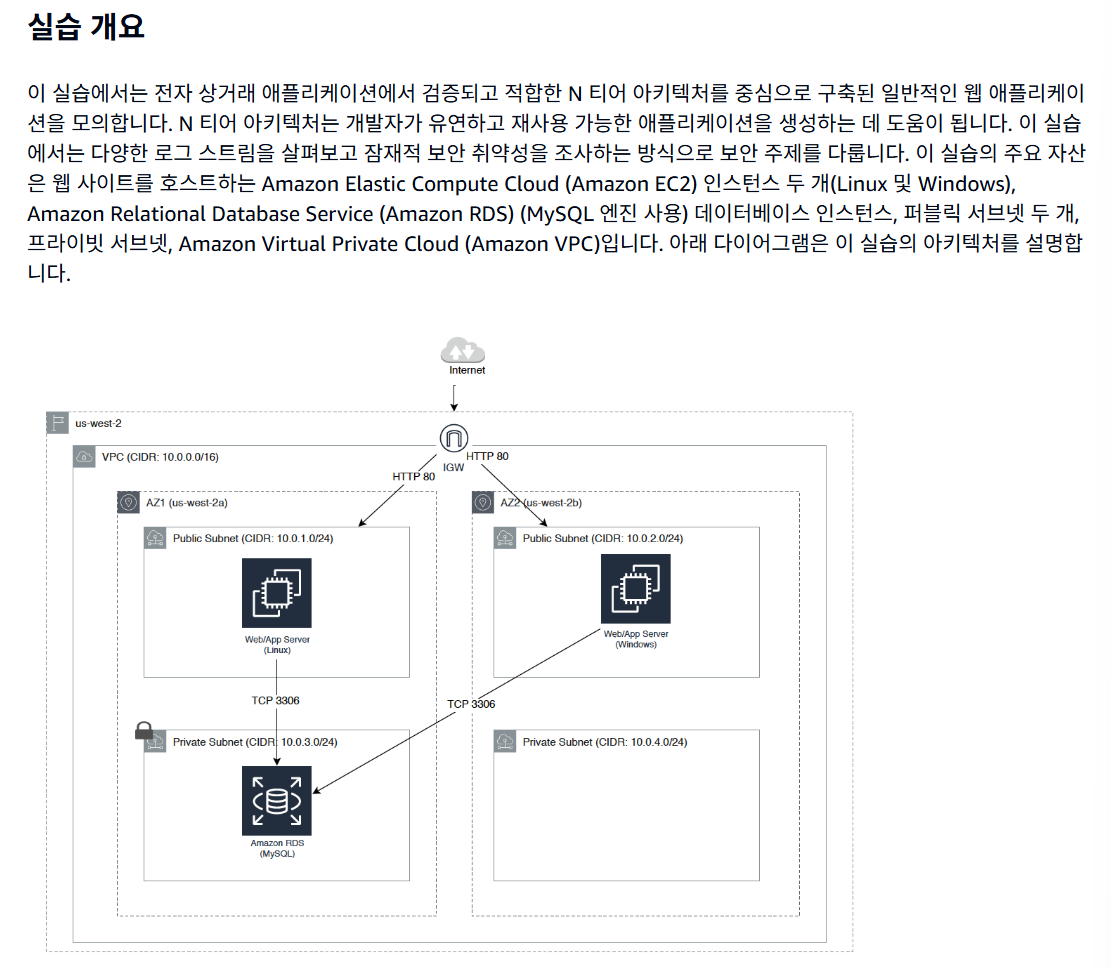 실습 개요
이 실습에서는 전자 상거래 애플리케이션에서 검증되고 적합한 N 티어 아키텍처를 중심으로 구축된 일반적인 웹 애플리케이
션을 모의합니다. N 티어 아키텍처는 개발자가 유연하고 재사용 가능한 애플리케이션을 생성하는 데 도움이 됩니다. 이 실습
에서는 다양한 로그 스트림을 살펴보고 잠재적 보안 취약성을 조사하는 방식으로 보안 주제를 다룹니다. 이 실습의 주요 자산
은 웹 사이트를 호스트하는 Amazon Elastic Compute Cloud (Amazon EC2) 인스턴스 두 개(Linux 및 Windows),
Amazon Relational Database Service (Amazon RDS) (MySQL 엔진 사용) 데이터베이스 인스턴스, 퍼블릭 서브넷 두 개,
프라이빗 서브넷, Amazon Virtual Private Cloud (Amazon VPC)입니다. 아래 다이어그램은 이 실습의 아키텍처를 설명합
니다.
Internet
us-west-2
VPC (CIDR: 10.0.0.0/16)
HTTP 80
IGW
HTTP 80
AZ1 (us-west-2a)
AZ2 (us-west-2b)
Public Subnet (CIDR: 10.0.1.0/24)
Public Subnet (CIDR: 10.0.2.0/24)
Web/App Server
(Linux)
Web/App Server
(Windows)
TCP 3306
TCP 3306
Private Subnet (CIDR: 10.0.3.0/24)
Private Subnet (CIDR: 10.0.4.0/24)
Amazon RDS
(MySQL)